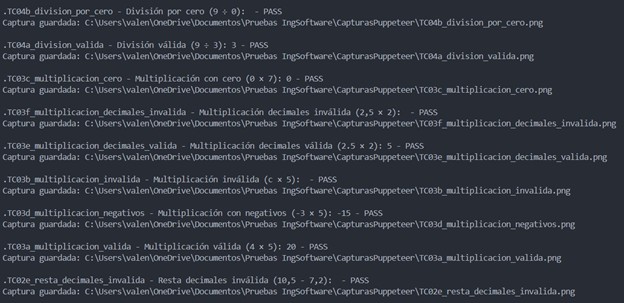 .TC04b_division_por_cero - División por cero (9 ÷ 0):  - PASS
Captura guardada: C:\Users\valen\OneDrive\Documentos\Pruebas IngSoftware\CapturasPuppeteer\TC04b_division_por_cero.png
.TC04a_division_valida - División válida (9 ÷ 3): 3 - PASS
Captura guardada: C:\Users\valen\OneDrive\Documentos\Pruebas IngSoftware\CapturasPuppeteer\TC04a_division_valida.png
.TC03c_multiplicacion_cero - Multiplicación con cero (0 × 7): 0 - PASS
Captura guardada: C:\Users\valen\OneDrive\Documentos\Pruebas IngSoftware\CapturasPuppeteer\TC03c_multiplicacion_cero.png
.TC03f_multiplicacion_decimales_invalida - Multiplicación decimales inválida (2,5 × 2):  - PASS
Captura guardada: C:\Users\valen\OneDrive\Documentos\Pruebas IngSoftware\CapturasPuppeteer\TC03f_multiplicacion_decimales_invalida.png
.TC03e_multiplicacion_decimales_valida - Multiplicación decimales válida (2.5 × 2): 5 - PASS
Captura guardada: C:\Users\valen\OneDrive\Documentos\Pruebas IngSoftware\CapturasPuppeteer\TC03e_multiplicacion_decimales_valida.png
.TC03b_multiplicacion_invalida - Multiplicación inválida (c × 5):  - PASS
Captura guardada: C:\Users\valen\OneDrive\Documentos\Pruebas IngSoftware\CapturasPuppeteer\TC03b_multiplicacion_invalida.png
.TC03d_multiplicacion_negativos - Multiplicación con negativos (-3 × 5): -15 - PASS
Captura guardada: C:\Users\valen\OneDrive\Documentos\Pruebas IngSoftware\CapturasPuppeteer\TC03d_multiplicacion_negativos.png
.TC03a_multiplicacion_valida - Multiplicación válida (4 × 5): 20 - PASS
Captura guardada: C:\Users\valen\OneDrive\Documentos\Pruebas IngSoftware\CapturasPuppeteer\TC03a_multiplicacion_valida.png
.TC02e_resta_decimales_invalida - Resta decimales inválida (10,5 - 7,2):  - PASS
Captura guardada: C:\Users\valen\OneDrive\Documentos\Pruebas IngSoftware\CapturasPuppeteer\TC02e_resta_decimales_invalida.png